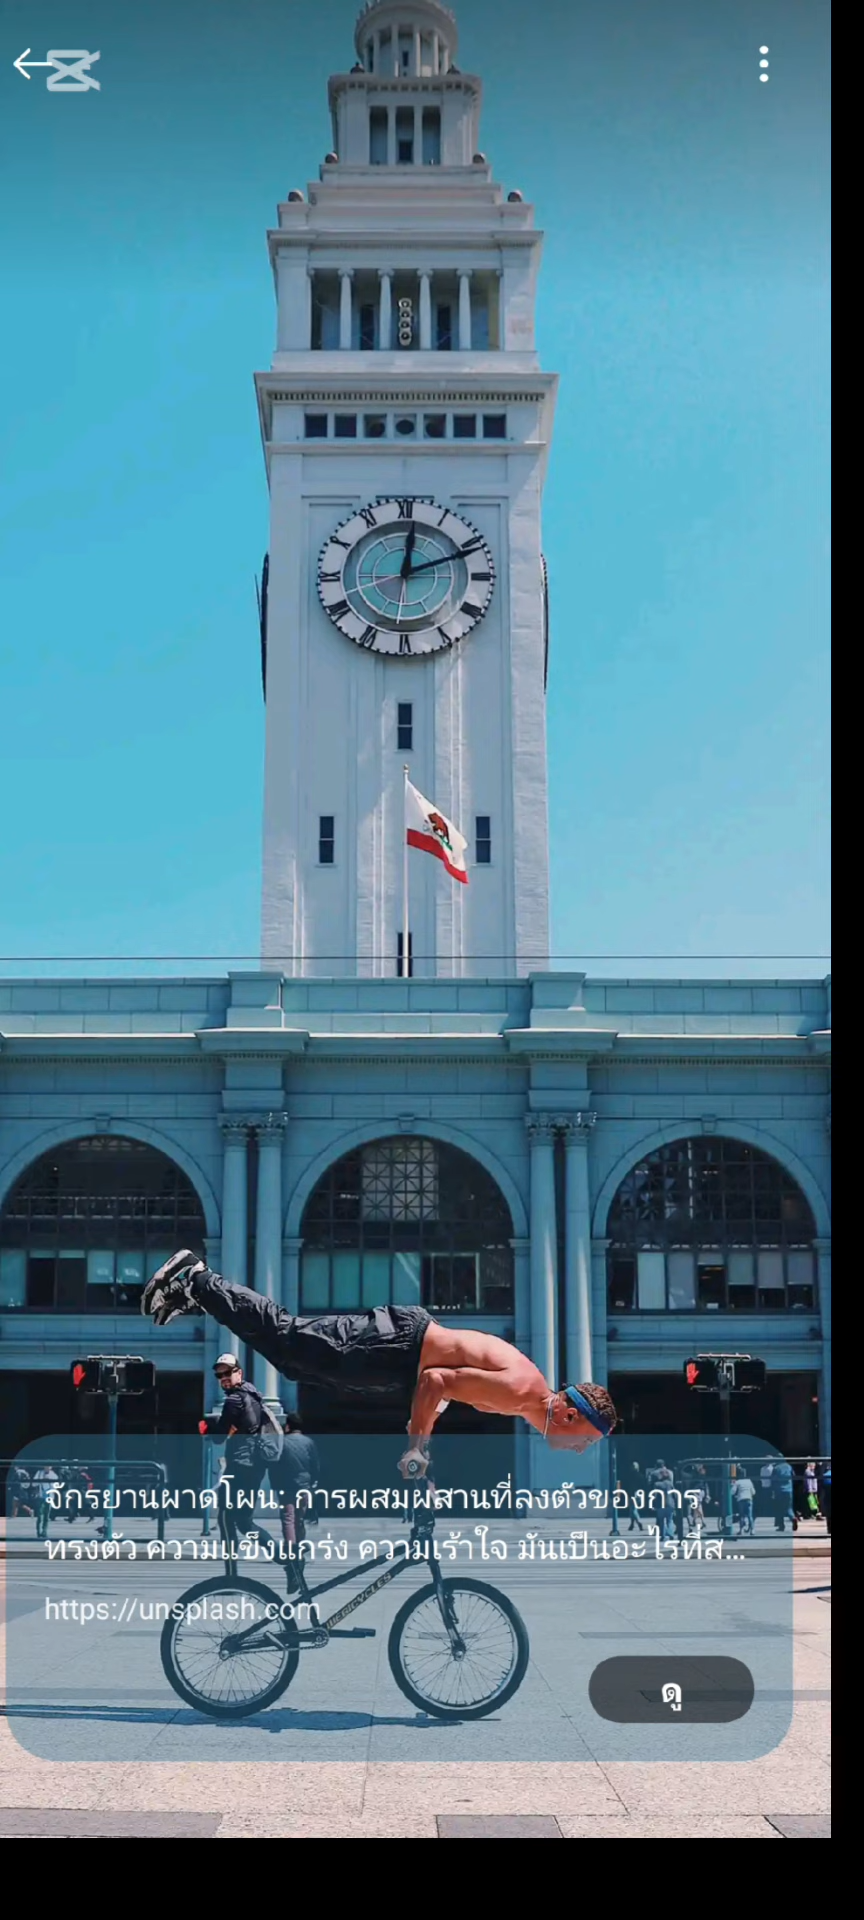 จักรยานผาดโผน: การผสมผสานที่ลงตัวของการ
ทรงตัว ความแข็งแกร่ง ความเร้าใจ มันเป็นอะไรที่ส...
https://unsplash.com
ดู